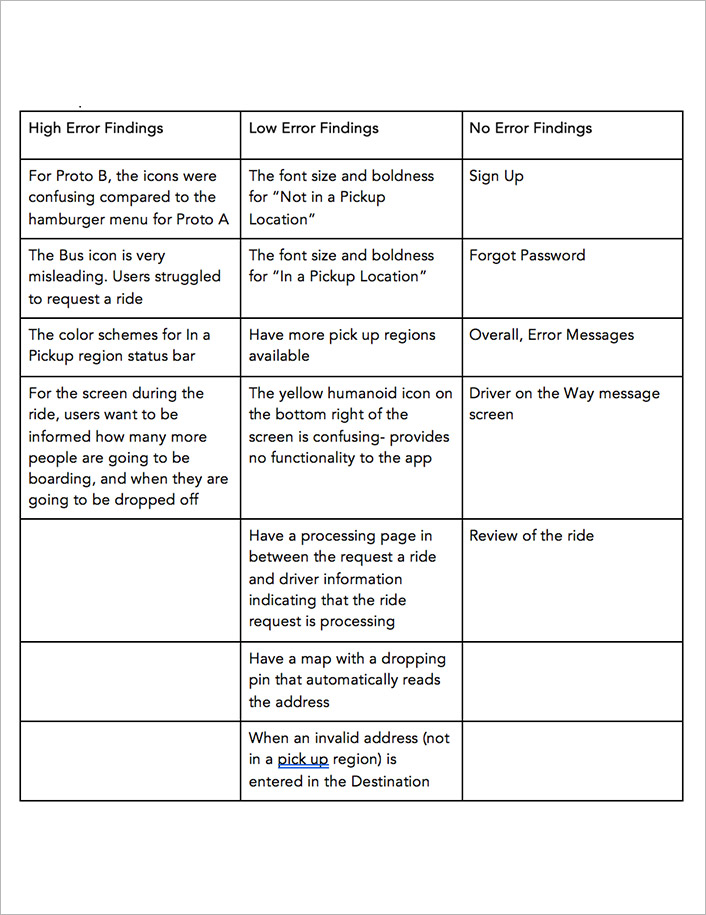 High Error Findings
Low Error Findings
No Error Findings
For Proto B, the icons were
confusing compared to the
hamburger menu for Proto A
The font size and boldness
for “Not in a Pickup
Location”
Sign Up
The Bus icon is very
misleading. Users struggled
to request a ride
The font size and boldness
for “In a Pickup Location”
Forgot Password
The color schemes for In a
Pickup region status bar
Have more pick up regions
available
Overall, Error Messages
For the screen during the
ride, users want to be
informed how many more
people are going to be
boarding, and when they are
going to be dropped off
The yellow humanoid icon on
the bottom right of the
screen is confusing- provides
no functionality to the app
Driver on the Way message
screen
Have a processing page in
between the request a ride
and driver information
indicating that the ride
request is processing
Review of the ride
Have a map with a dropping
pin that automatically reads
the address
When an invalid address (not
in a pick up region) is
entered in the Destination